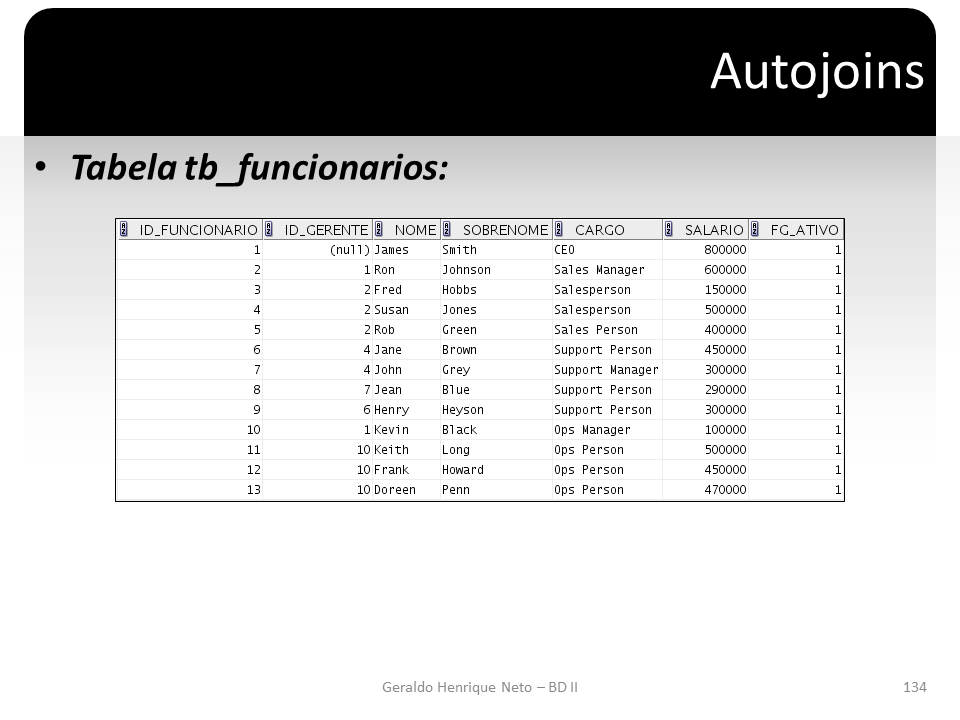 Autojoins
• Tabela tb_funcionarios:
ID_FUNCIONARIO ID_GERENTE NOME SOBRENOME CARGO SALARIO FG_ATIVO
1 (null) James Smith CEO 800000 1
2 1 Ron Johnson Sales Manager 600000 1
3 2 Fred Hobbs Salesperson 150000 1
4 2 Susan Jones Salesperson 500000 1
5 2 Rob Green Sales Person 400000 1
6 4 Jane Brown Support Person 450000 1
7 4 John Grey Support Manager 300000 1
8 7 Jean Blue Support Person 290000 1
9 6 Henry Heyson Support Person 300000 1
10 1 Kevin Black Ops Manager 100000 1
11 10 Keith Long Ops Person 500000 1
12 10 Frank Howard Ops Person 450000 1
13 10 Doreen Penn Ops Person 470000 1
Geraldo Henrique Neto – BD II
134